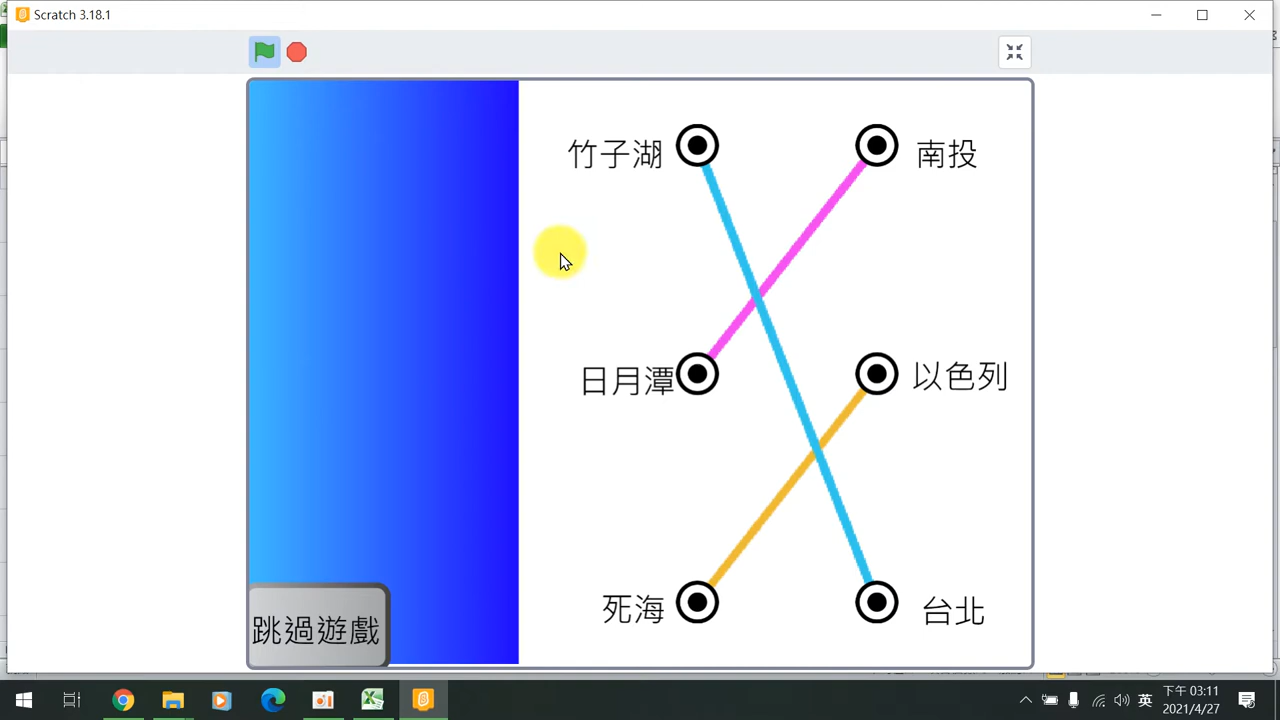 Scratch 3.18.1
竹子湖
南投
日月潭
以色列
死海
台北
跳過遊戲
英
下午 03:11
2021/4/27